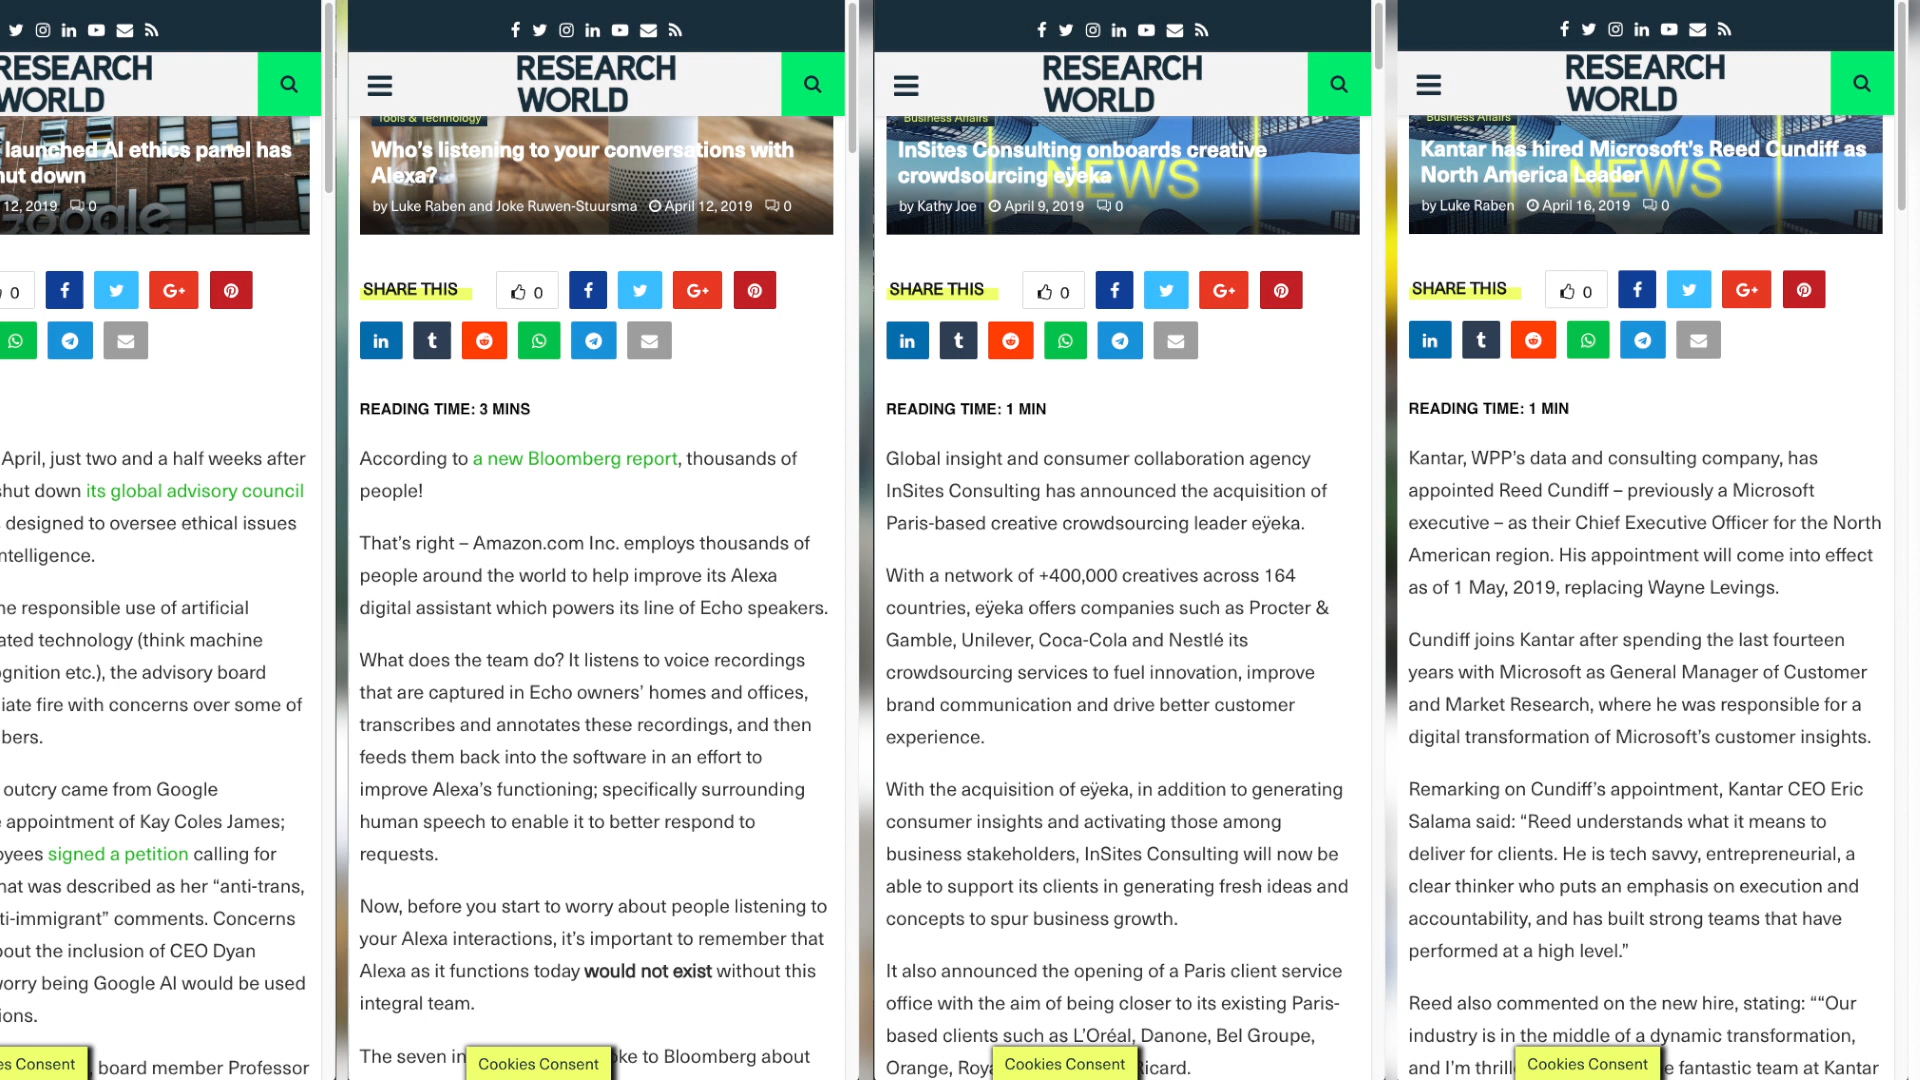 RESEARCH
WORLD
launched AI ethics panel has
hut down
12, 2019 0
Google
0
April, just two and a half weeks after
shut down its global advisory council
, designed to oversee ethical issues
ntelligence.
he responsible use of artificial
ated technology (think machine
ognition etc.), the advisory board
iate fire with concerns over some of
bers.
outcry came from Google
e appointment of Kay Coles James;
oyees signed a petition calling for
hat was described as her “anti-trans,
ti-immigrant” comments. Concerns
bout the inclusion of CEO Dyan
worry being Google AI would be used
ions.
es Consent
board member Professor
RESEARCH
WORLD
Tools & Technology
Who’s listening to your conversations with
Alexa?
by Luke Raben and Joke Ruwen-Stuursma April 12, 2019 0
SHARE THIS 0
READING TIME: 3 MINS
According to a new Bloomberg report, thousands of
people!
That’s right – Amazon.com Inc. employs thousands of
people around the world to help improve its Alexa
digital assistant which powers its line of Echo speakers.
What does the team do? It listens to voice recordings
that are captured in Echo owners’ homes and offices,
transcribes and annotates these recordings, and then
feeds them back into the software in an effort to
improve Alexa’s functioning; specifically surrounding
human speech to enable it to better respond to
requests.
Now, before you start to worry about people listening to
your Alexa interactions, it’s important to remember that
Alexa as it functions today would not exist without this
integral team.
The seven in oke to Bloomberg about
Cookies Consent
RESEARCH
WORLD
Business Affairs
InSites Consulting onboards creative
crowdsourcing eÿeka
NEWS
by Kathy Joe April 9, 2019 0
SHARE THIS 0
READING TIME: 1 MIN
Global insight and consumer collaboration agency
InSites Consulting has announced the acquisition of
Paris-based creative crowdsourcing leader eÿeka.
With a network of +400,000 creatives across 164
countries, eÿeka offers companies such as Procter &
Gamble, Unilever, Coca-Cola and Nestlé its
crowdsourcing services to fuel innovation, improve
brand communication and drive better customer
experience.
With the acquisition of eÿeka, in addition to generating
consumer insights and activating those among
business stakeholders, InSites Consulting will now be
able to support its clients in generating fresh ideas and
concepts to spur business growth.
It also announced the opening of a Paris client service
office with the aim of being closer to its existing Paris-
based clients such as L’Oréal, Danone, Bel Groupe,
Orange, Roya Ricard.
Cookies Consent
RESEARCH
WORLD
Business Affairs
Kantar has hired Microsoft’s Reed Cundiff as
North America Leader
NEWS
by Luke Raben April 16, 2019 0
SHARE THIS 0
READING TIME: 1 MIN
Kantar, WPP’s data and consulting company, has
appointed Reed Cundiff – previously a Microsoft
executive – as their Chief Executive Officer for the North
American region. His appointment will come into effect
as of 1 May, 2019, replacing Wayne Levings.
Cundiff joins Kantar after spending the last fourteen
years with Microsoft as General Manager of Customer
and Market Research, where he was responsible for a
digital transformation of Microsoft’s customer insights.
Remarking on Cundiff’s appointment, Kantar CEO Eric
Salama said: “Reed understands what it means to
deliver for clients. He is tech savvy, entrepreneurial, a
clear thinker who puts an emphasis on execution and
accountability, and has built strong teams that have
performed at a high level.”
Reed also commented on the new hire, stating: ““Our
industry is in the middle of a dynamic transformation,
and I’m thrill e fantastic team at Kantar
Cookies Consent